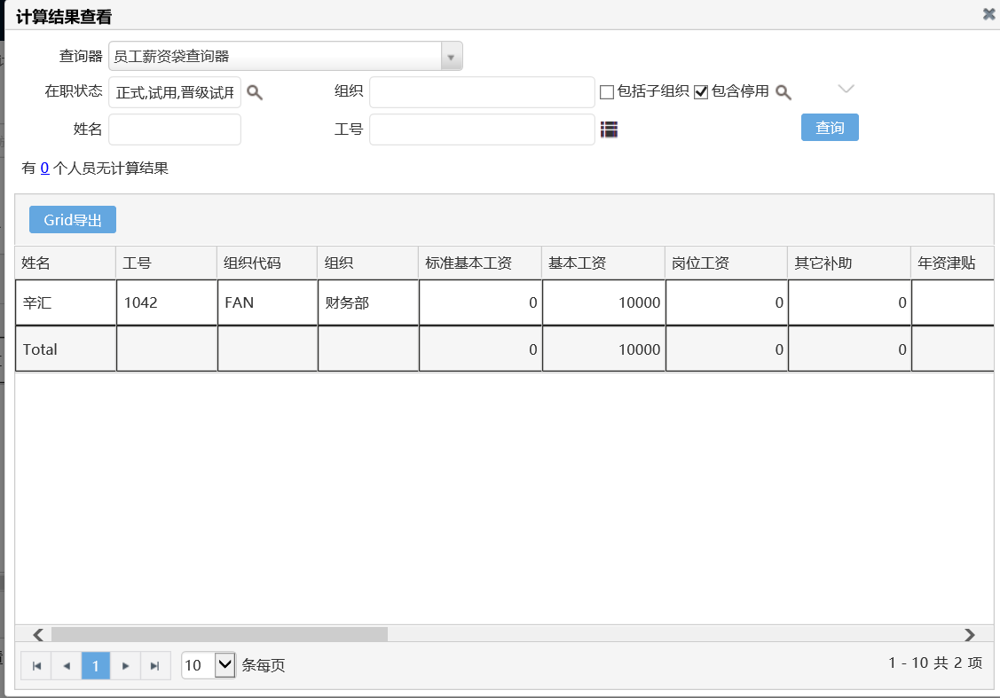 计算结果查看
查询器 员工薪资袋查询器
在职状态 正式,试用,晋级试用 组织 包括子组织 包含停用
姓名 工号 查询
有 0 个人员无计算结果
Grid导出
姓名 工号 组织代码 组织 标准基本工资 基本工资 岗位工资 其它补助 年资津贴
辛汇 1042 FAN 财务部 0 10000 0 0
Total 0 10000 0 0
1 10 条每页 1 - 10 共 2 项